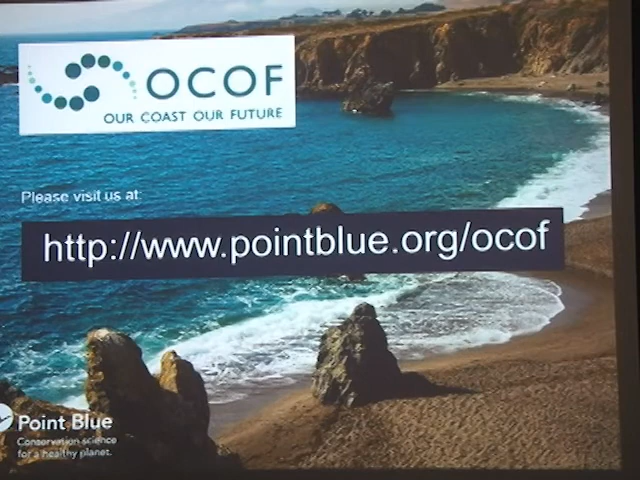 OCOF
OUR COAST OUR FUTURE
Please visit us at:
http://www.pointblue.org/ocof
Point Blue
Conservation science
for a healthy planet.